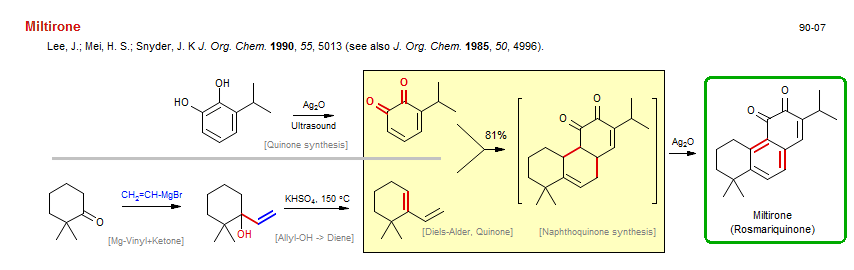 Miltirone
90-07
Lee, J.; Mei, H. S.; Snyder, J. K J. Org. Chem. 1990, 55, 5013 (see also J. Org. Chem. 1985, 50, 4996).
OH
HO
Ag2O
Ultrasound
[Quinone synthesis]
O
O
81%
O
O
Ag2O
O
O
CH2=CH-MgBr
O
[Mg-Vinyl+Ketone]
OH
KHSO4, 150 °C
[Allyl-OH -> Diene]
[Diels-Alder, Quinone]
[Naphthoquinone synthesis]
Miltirone
(Rosmariquinone)